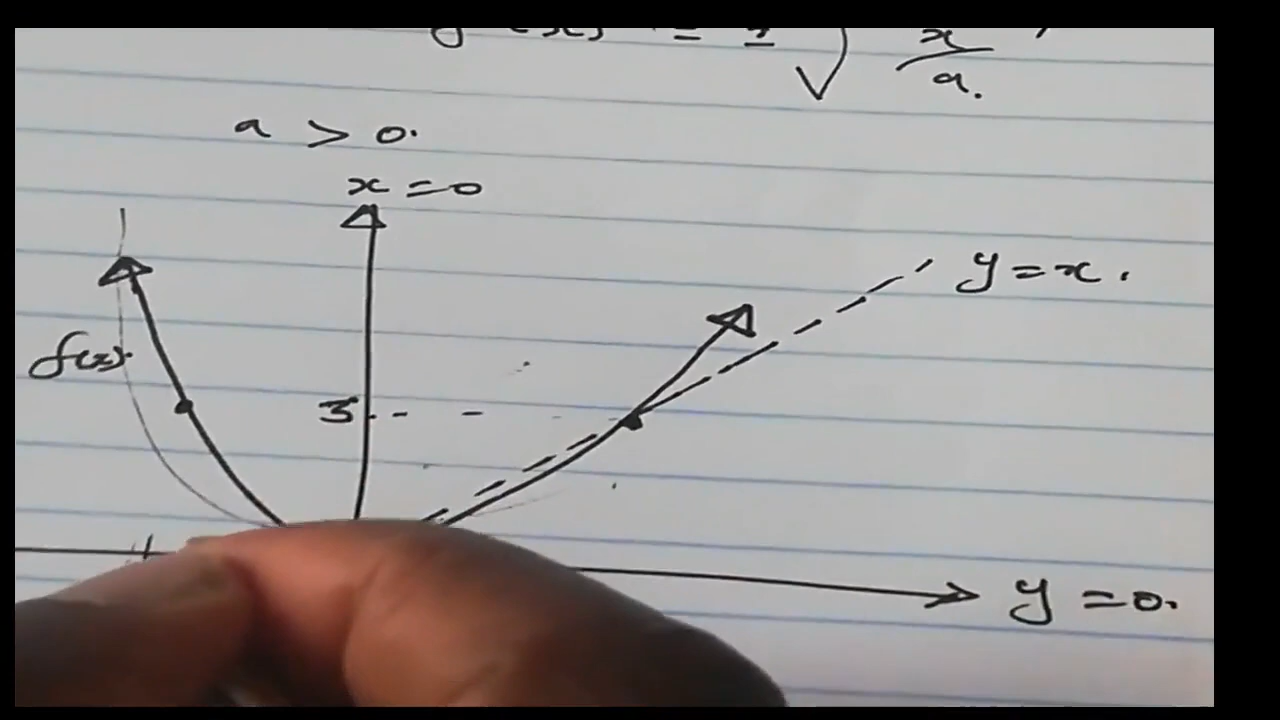 x
a.
a > 0.
x = 0
y = x.
f(x)
3
y = 0.